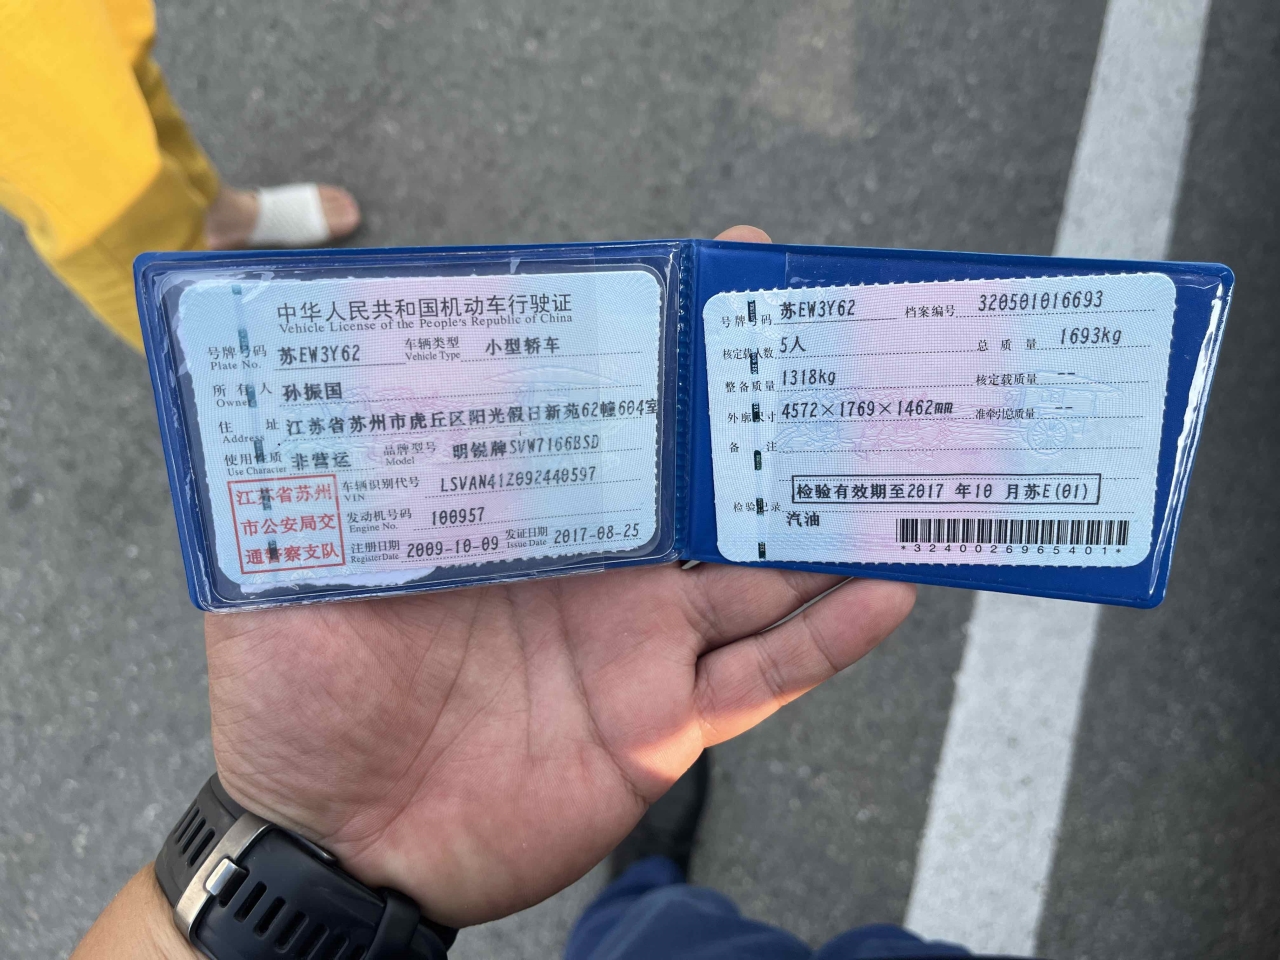 中华人民共和国机动车行驶证
Vehicle License of the People's Republic of China
号牌号码 苏EW3Y62 车辆类型 小型轿车
Plate No. Vehicle Type
所有人 孙振国
Owner
住址 江苏省苏州市虎丘区阳光假日新苑62幢604室
Address
使用性质 非营运 品牌型号 明锐牌SVW7166BSD
Use Character Model
江苏省苏州
市公安局交
通警察支队
车辆识别代号 LSVAN41Z092440597
VIN
发动机号码 100957
Engine No.
注册日期 2009-10-09 发证日期 2017-08-25
Register Date Issue Date
号牌号码 苏EW3Y62 档案编号 320501016693
核定载人数 5人 总质量 1693kg
整备质量 1318kg 核定载质量 --
外廓尺寸 4572×1769×1462mm 准牵引总质量 --
备注
检验有效期至2017 年10 月苏E(01)
检验记录
汽油
*3240026965401*